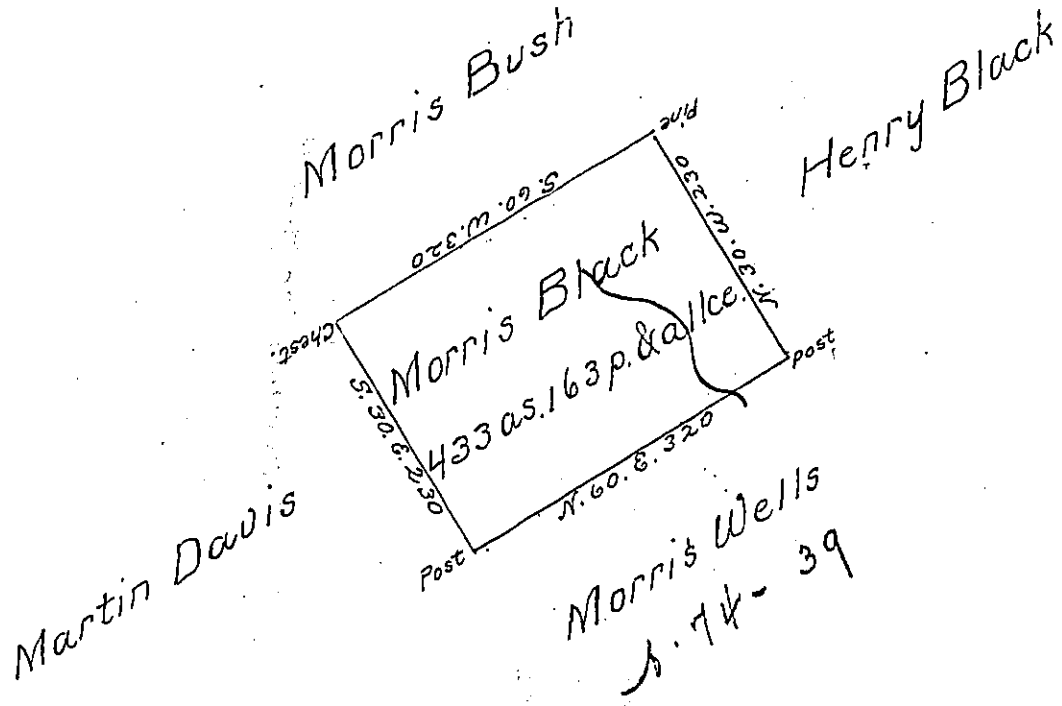 Morris Bush
Henry Black
Pine
S. 60. W. 320
N. 30. W. 230
Chest.
Morris Black
433 as. 163 p. & allce.
S. 30. E. 230
post
N. 60. E. 320
Post
Martin Davis
Morris Wells
39